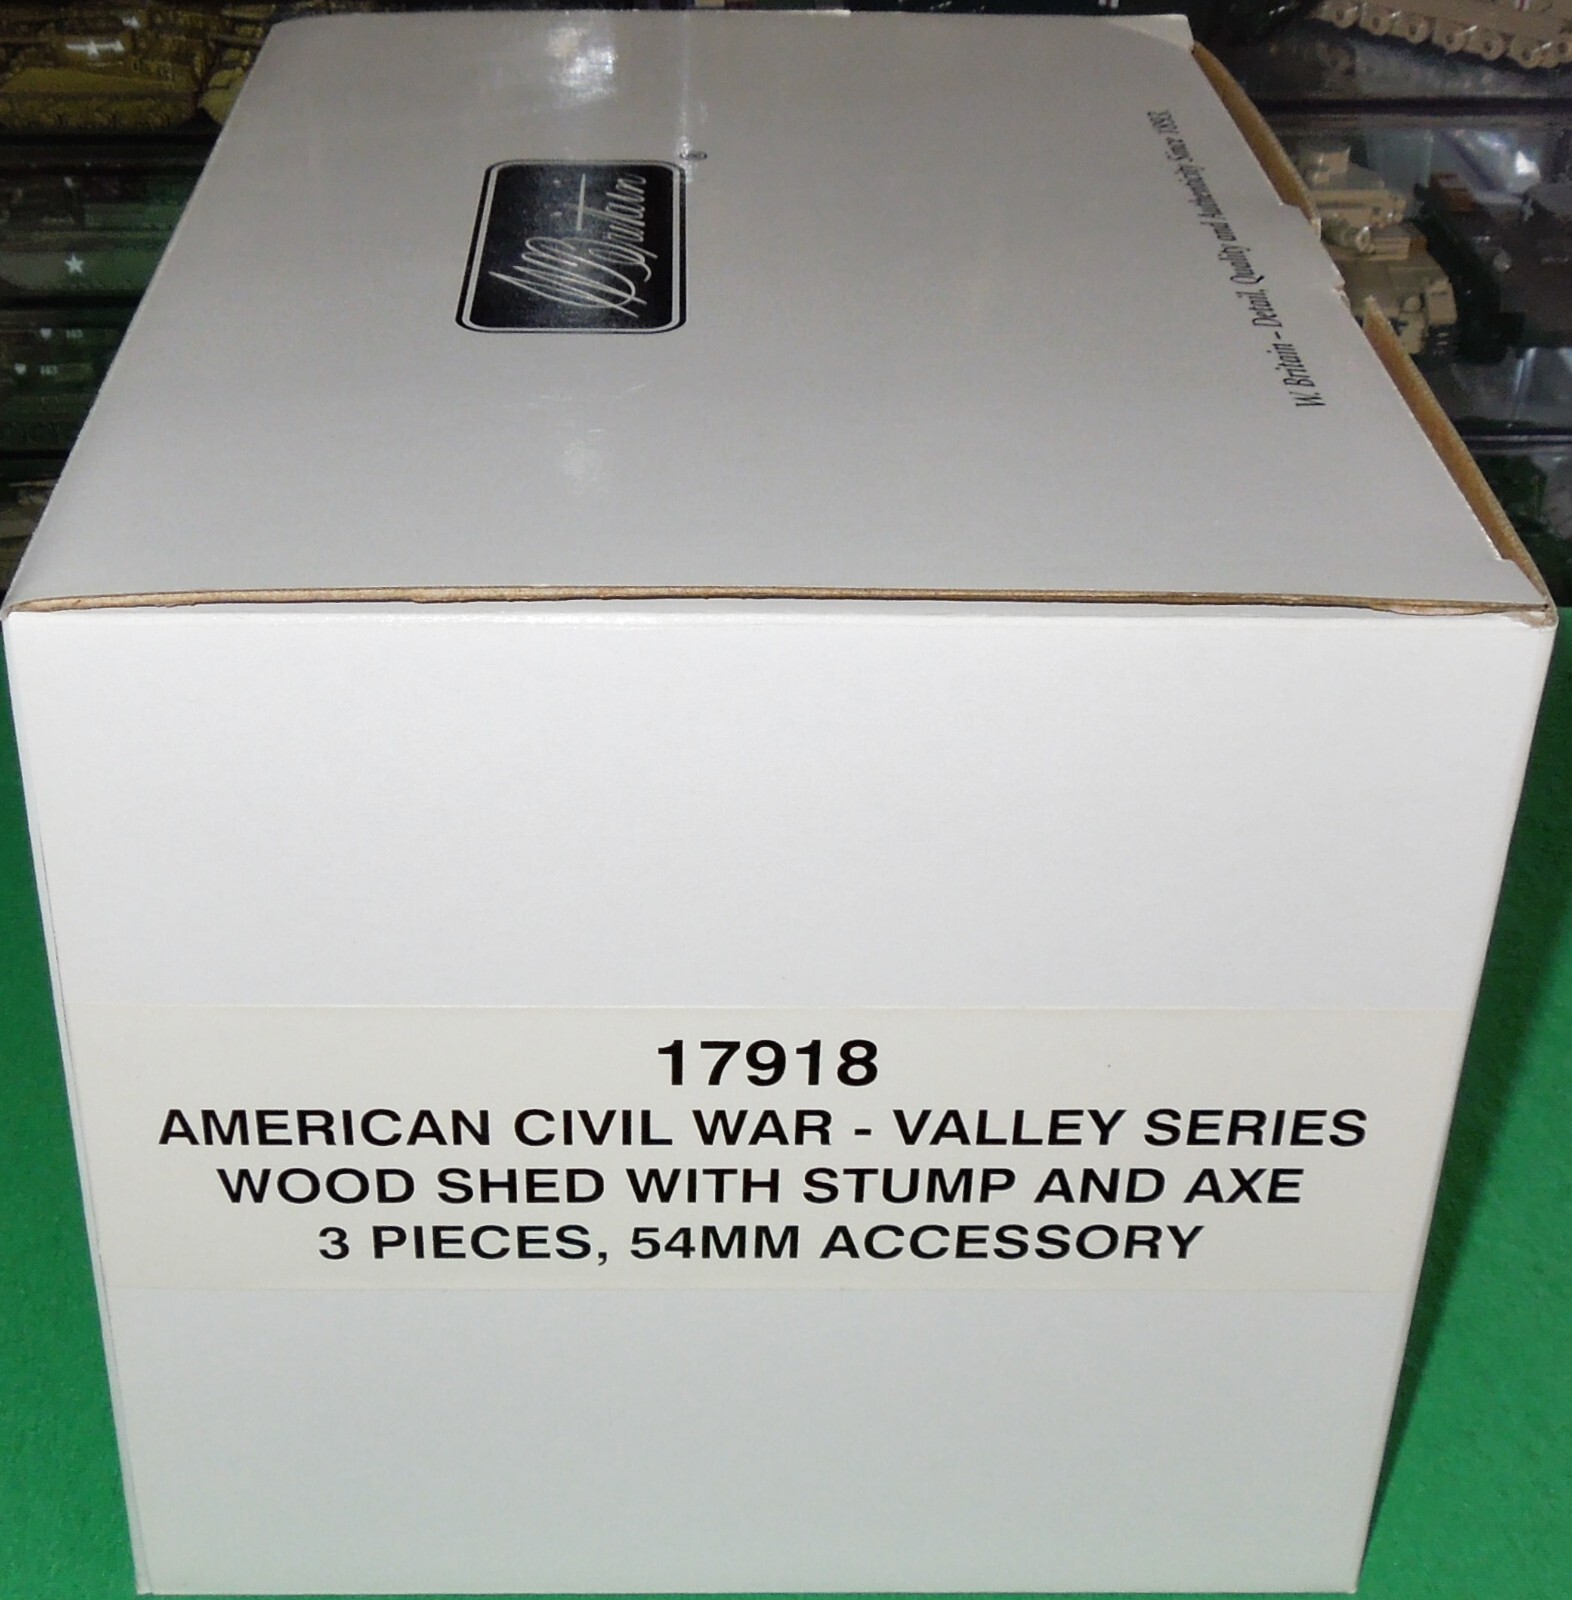 W Britain ®
W. Britain - Detail, Quality and Authenticity Since 1893.
17918
AMERICAN CIVIL WAR - VALLEY SERIES
WOOD SHED WITH STUMP AND AXE
3 PIECES, 54MM ACCESSORY